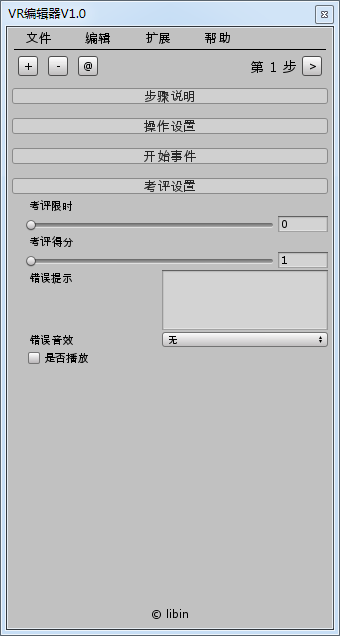 VR编辑器V1.0
文件 编辑 扩展 帮助
+ - @ 第 1 步 >
步骤说明
操作设置
开始事件
考评设置
考评限时
0
考评得分
1
错误提示
错误音效 无
是否播放
© libin